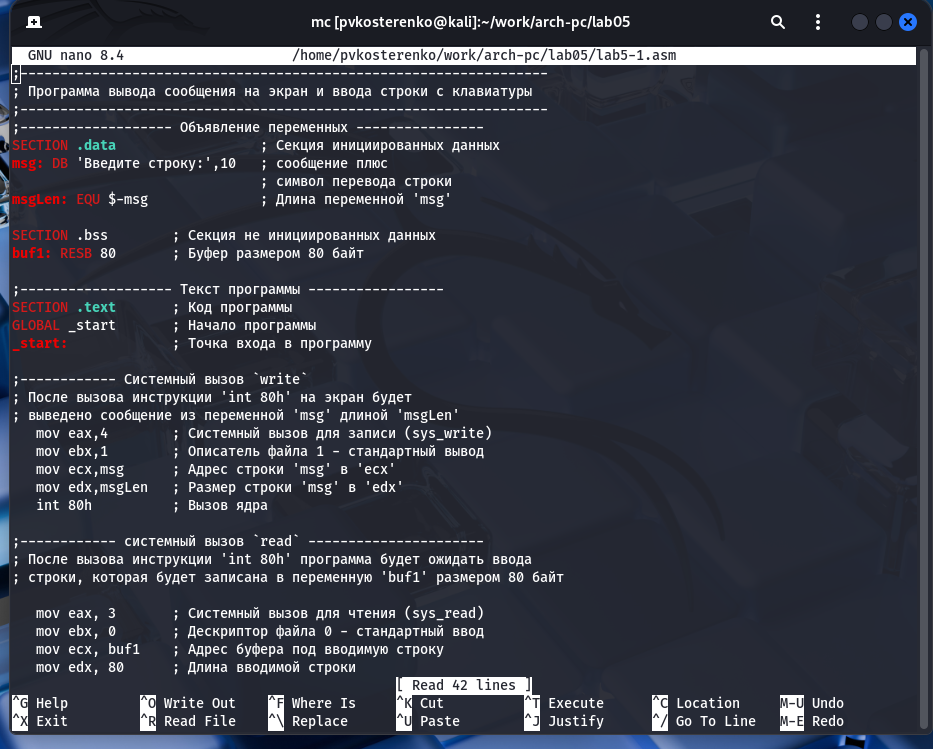 mc [pvkosterenko@kali]:~/work/arch-pc/lab05
GNU nano 8.4 /home/pvkosterenko/work/arch-pc/lab05/lab5-1.asm
;------------------------------------------------------------------
; Программа вывода сообщения на экран и ввода строки с клавиатуры
;------------------------------------------------------------------
;------------------- Объявление переменных ----------------
SECTION .data ; Секция инициированных данных
msg: DB 'Введите строку:',10 ; сообщение плюс
; символ перевода строки
msgLen: EQU $-msg ; Длина переменной 'msg'
SECTION .bss ; Секция не инициированных данных
buf1: RESB 80 ; Буфер размером 80 байт
;------------------- Текст программы -----------------
SECTION .text ; Код программы
GLOBAL _start ; Начало программы
_start: ; Точка входа в программу
;------------ Системный вызов `write`
; После вызова инструкции 'int 80h' на экран будет
; выведено сообщение из переменной 'msg' длиной 'msgLen'
mov eax,4 ; Системный вызов для записи (sys_write)
mov ebx,1 ; Описатель файла 1 - стандартный вывод
mov ecx,msg ; Адрес строки 'msg' в 'ecx'
mov edx,msgLen ; Размер строки 'msg' в 'edx'
int 80h ; Вызов ядра
;------------ системный вызов `read` ----------------------
; После вызова инструкции 'int 80h' программа будет ожидать ввода
; строки, которая будет записана в переменную 'buf1' размером 80 байт
mov eax, 3 ; Системный вызов для чтения (sys_read)
mov ebx, 0 ; Дескриптор файла 0 - стандартный ввод
mov ecx, buf1 ; Адрес буфера под вводимую строку
mov edx, 80 ; Длина вводимой строки
[ Read 42 lines ]
^G Help ^O Write Out ^F Where Is ^K Cut ^T Execute ^C Location M-U Undo
^X Exit ^R Read File ^\ Replace ^U Paste ^J Justify ^/ Go To Line M-E Redo